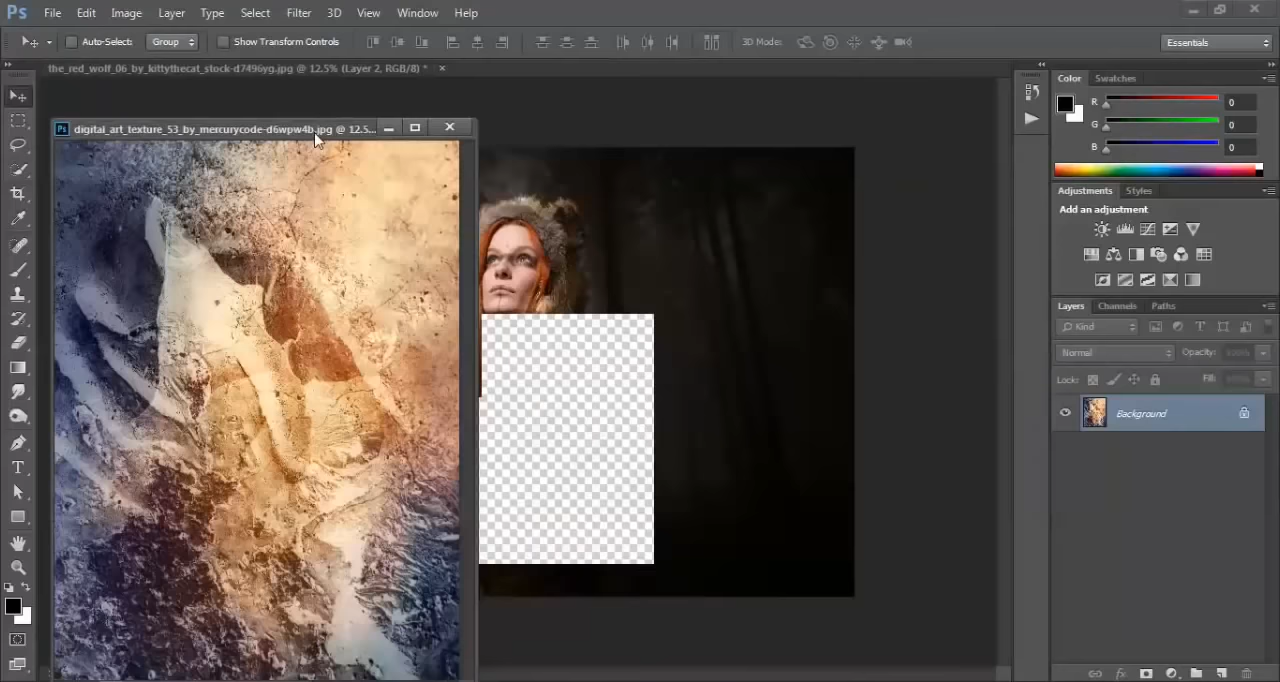 Ps File Edit Image Layer Type Select Filter 3D View Window Help
Auto-Select: Group Show Transform Controls 3D Mode: Essentials
the_red_wolf_06_by_kittythecat_stock-d7496yg.jpg @ 12.5% (Layer 2, RGB/8) * ×
Ps digital_art_texture_53_by_mercurycode-d6wpw4b.jpg @ 12.5...
Color Swatches
R 0
G 0
B 0
Adjustments Styles
Add an adjustment
Layers Channels Paths
Kind
Normal Opacity:
Lock: Fill:
Background